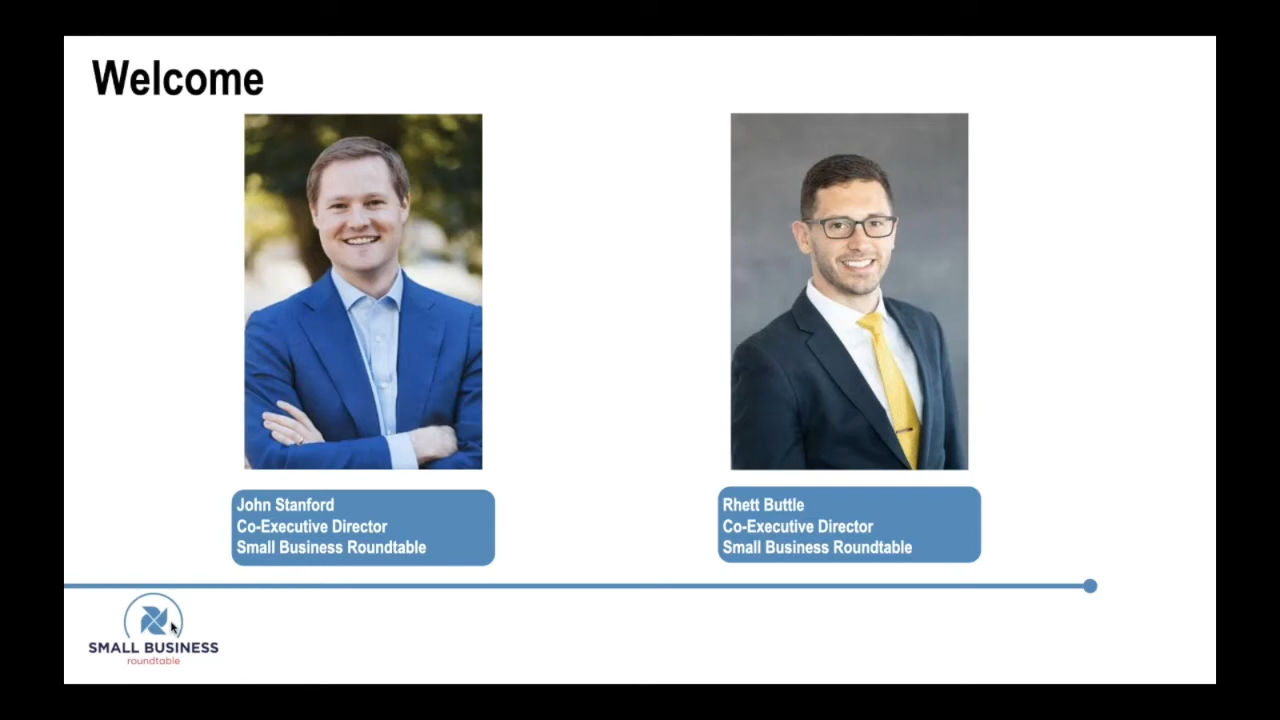 Welcome
John Stanford
Co-Executive Director
Small Business Roundtable
Rhett Buttle
Co-Executive Director
Small Business Roundtable
SMALL BUSINESS
roundtable